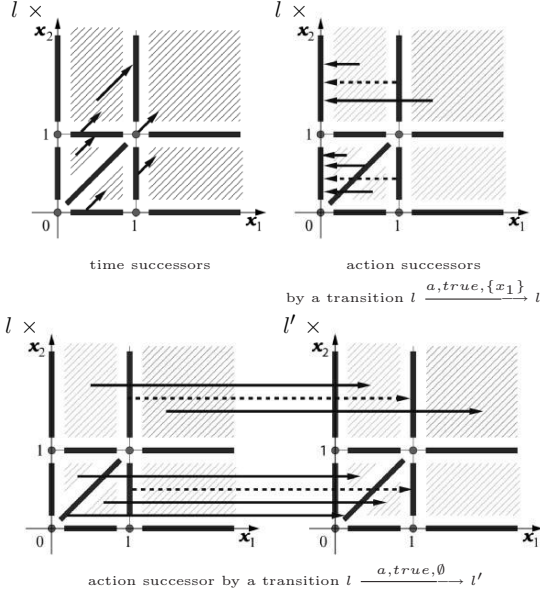 l × l ×
x2 x2
1 1
0 1 x1 0 1 x1
time successors action successors
by a transition l a,true,{x1} ⟶ l
l × l′ ×
x2 x2
1 1
0 1 x1 0 1 x1
action successor by a transition l a,true,∅ ⟶ l′